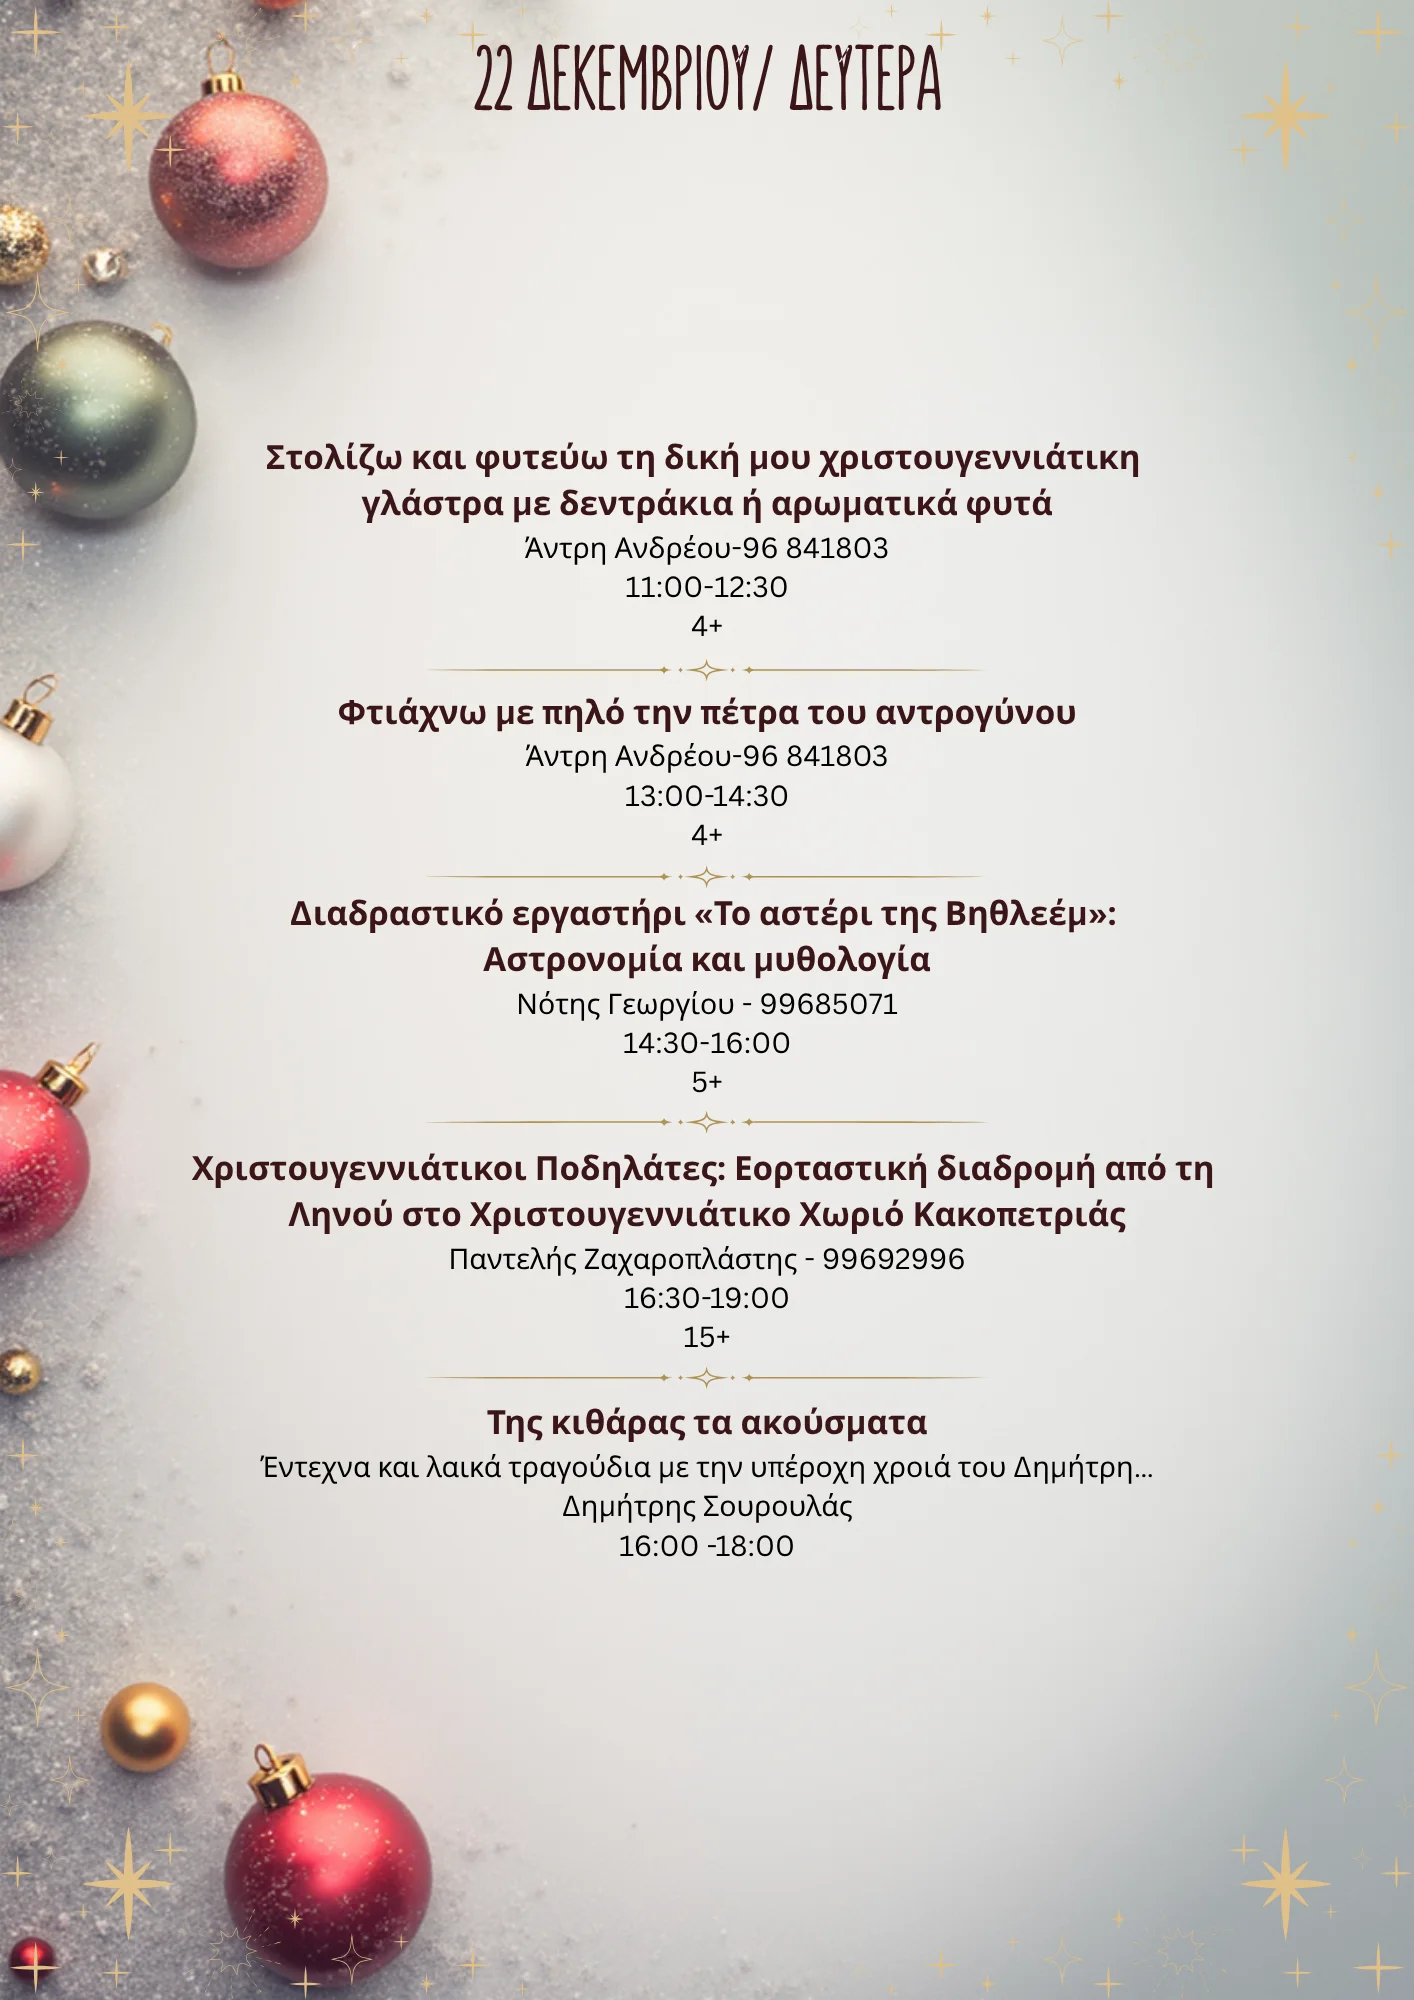 22 ΔΕΚΕΜΒΡΙΟΥ/ ΔΕΥΤΕΡΑ
Στολίζω και φυτεύω τη δική μου χριστουγεννιάτικη
γλάστρα με δεντράκια ή αρωματικά φυτά
Άντρη Ανδρέου-96 841803
11:00-12:30
4+
Φτιάχνω με πηλό την πέτρα του αντρογύνου
Άντρη Ανδρέου-96 841803
13:00-14:30
4+
Διαδραστικό εργαστήρι «Το αστέρι της Βηθλεέμ»:
Αστρονομία και μυθολογία
Νότης Γεωργίου - 99685071
14:30-16:00
5+
Χριστουγεννιάτικοι Ποδηλάτες: Εορταστική διαδρομή από τη
Ληνού στο Χριστουγεννιάτικο Χωριό Κακοπετριάς
Παντελής Ζαχαροπλάστης - 99692996
16:30-19:00
15+
Της κιθάρας τα ακούσματα
Έντεχνα και λαικά τραγούδια με την υπέροχη χροιά του Δημήτρη...
Δημήτρης Σουρουλάς
16:00 -18:00